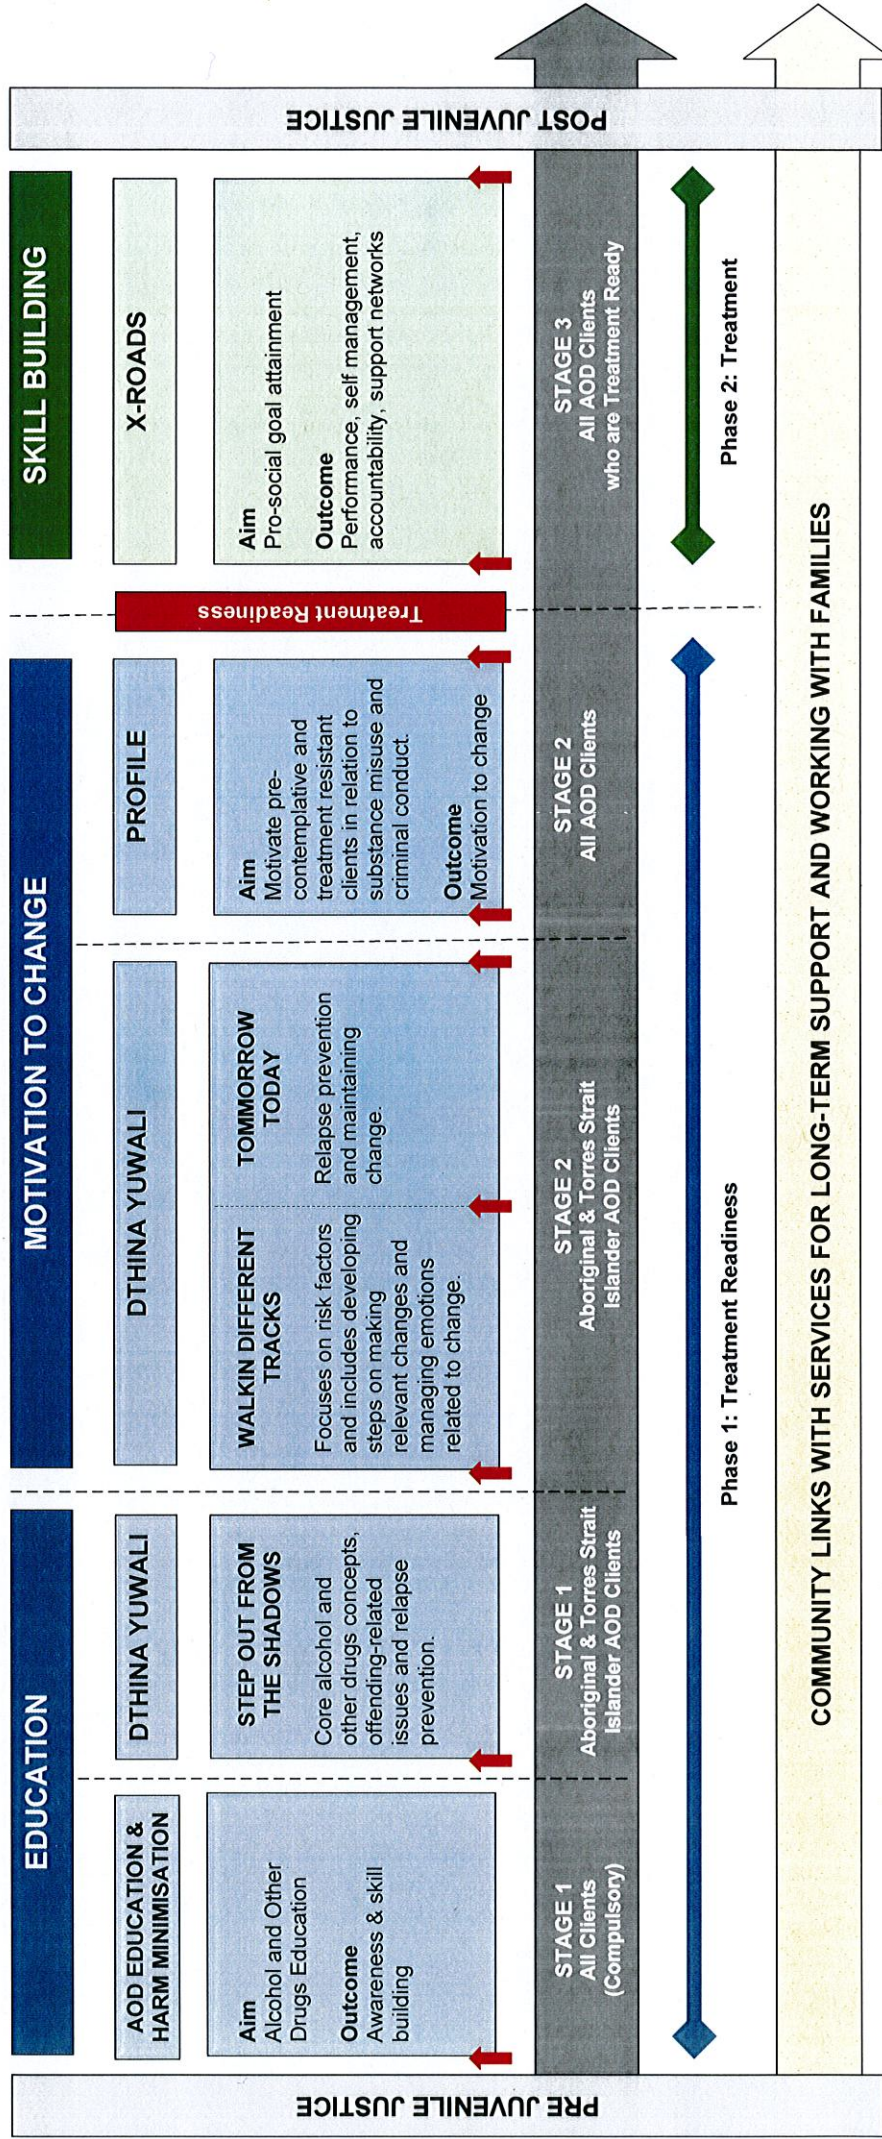 PRE JUVENILE JUSTICE
EDUCATION
AOD EDUCATION &
HARM MINIMISATION
Aim
Alcohol and Other
Drugs Education
Outcome
Awareness & skill
building
DTHINA YUWALI
STEP OUT FROM
THE SHADOWS
Core alcohol and
other drugs concepts,
offending-related
issues and relapse
prevention.
MOTIVATION TO CHANGE
DTHINA YUWALI
WALKIN DIFFERENT
TRACKS
Focuses on risk factors
and includes developing
steps on making
relevant changes and
managing emotions
related to change.
TOMMORROW
TODAY
Relapse prevention
and maintaining
change.
PROFILE
Aim
Motivate pre-
contemplative and
treatment resistant
clients in relation to
substance misuse and
criminal conduct.
Outcome
Motivation to change
Treatment Readiness
SKILL BUILDING
X-ROADS
Aim
Pro-social goal attainment
Outcome
Performance, self management,
accountability, support networks
POST JUVENILE JUSTICE
STAGE 1
All Clients
(Compulsory)
STAGE 1
Aboriginal & Torres Strait
Islander AOD Clients
STAGE 2
Aboriginal & Torres Strait
Islander AOD Clients
STAGE 2
All AOD Clients
STAGE 3
All AOD Clients
who are Treatment Ready
Phase 1: Treatment Readiness
Phase 2: Treatment
COMMUNITY LINKS WITH SERVICES FOR LONG-TERM SUPPORT AND WORKING WITH FAMILIES